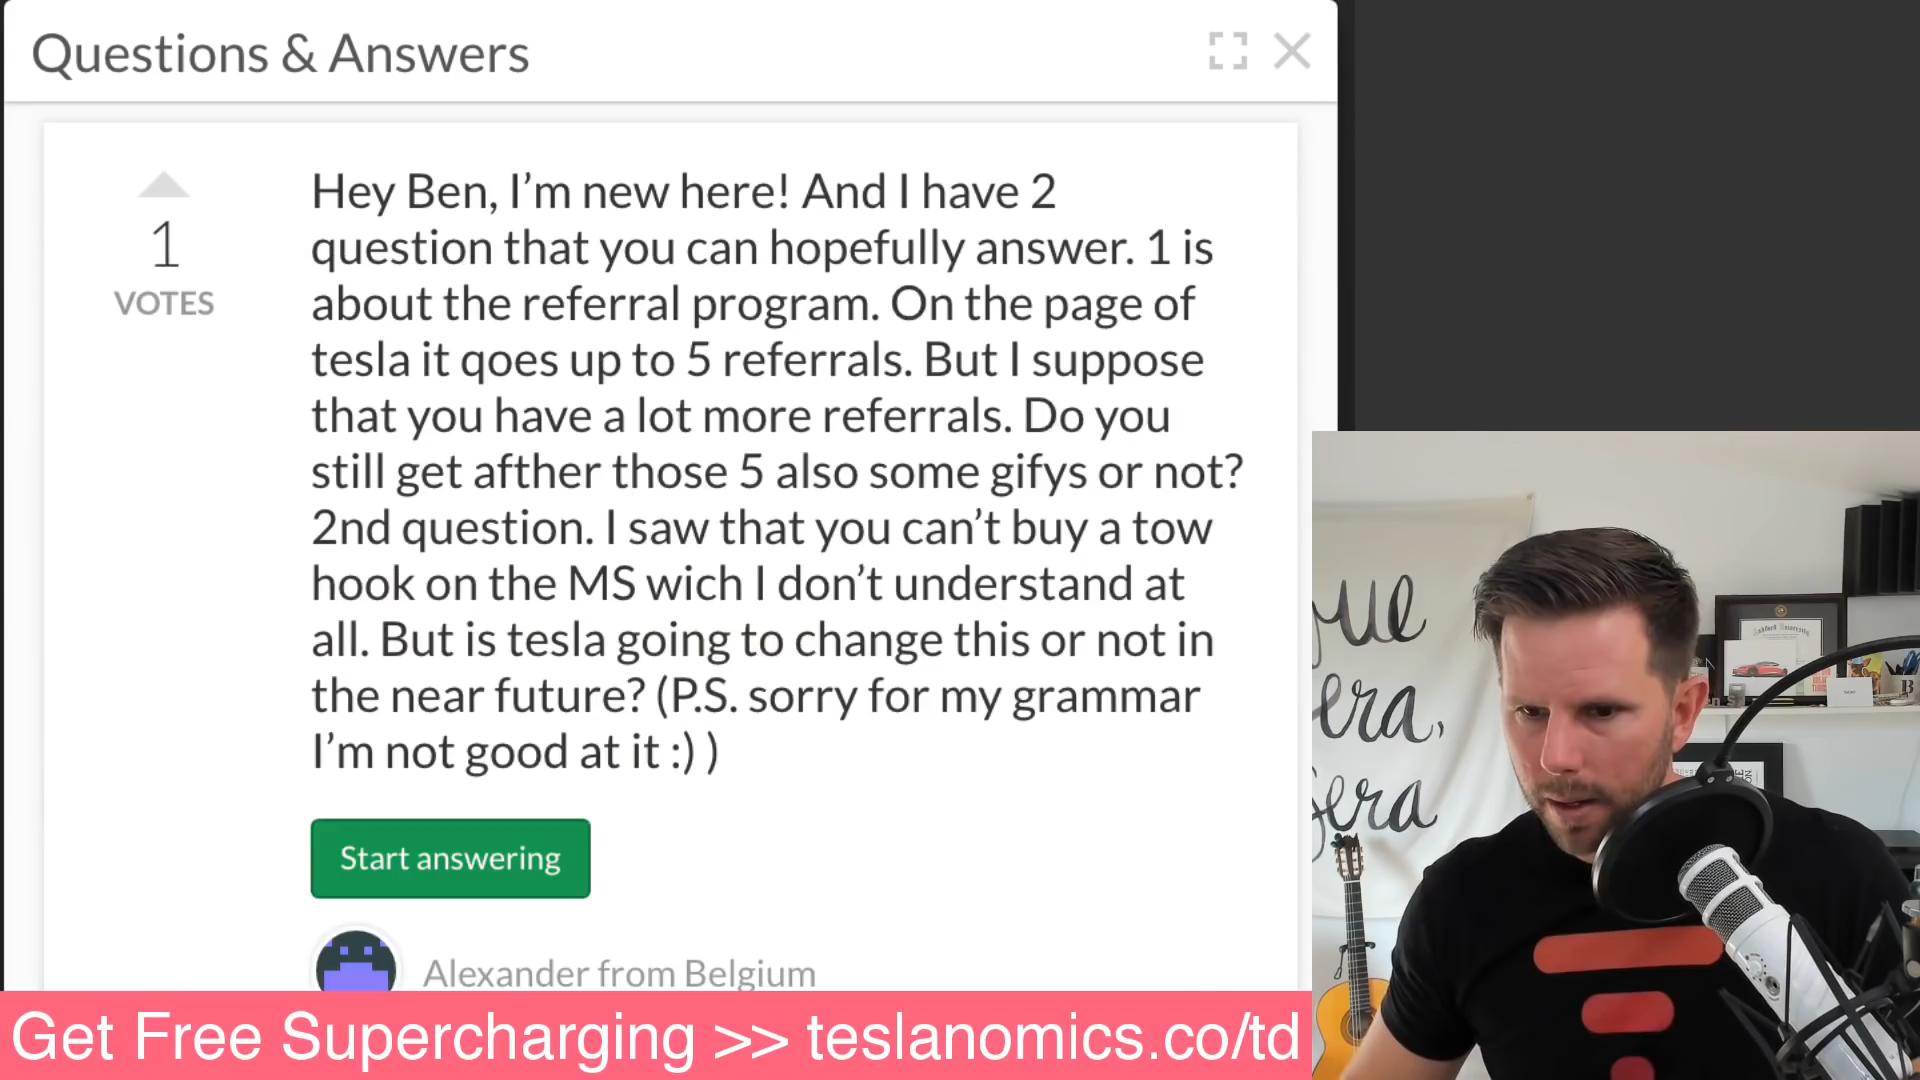 Questions & Answers
1
VOTES
Hey Ben, I’m new here! And I have 2
question that you can hopefully answer. 1 is
about the referral program. On the page of
tesla it qoes up to 5 referrals. But I suppose
that you have a lot more referrals. Do you
still get afther those 5 also some gifys or not?
2nd question. I saw that you can’t buy a tow
hook on the MS wich I don’t understand at
all. But is tesla going to change this or not in
the near future? (P.S. sorry for my grammar
I’m not good at it :) )
Start answering
Alexander from Belgium
Get Free Supercharging >> teslanomics.co/td